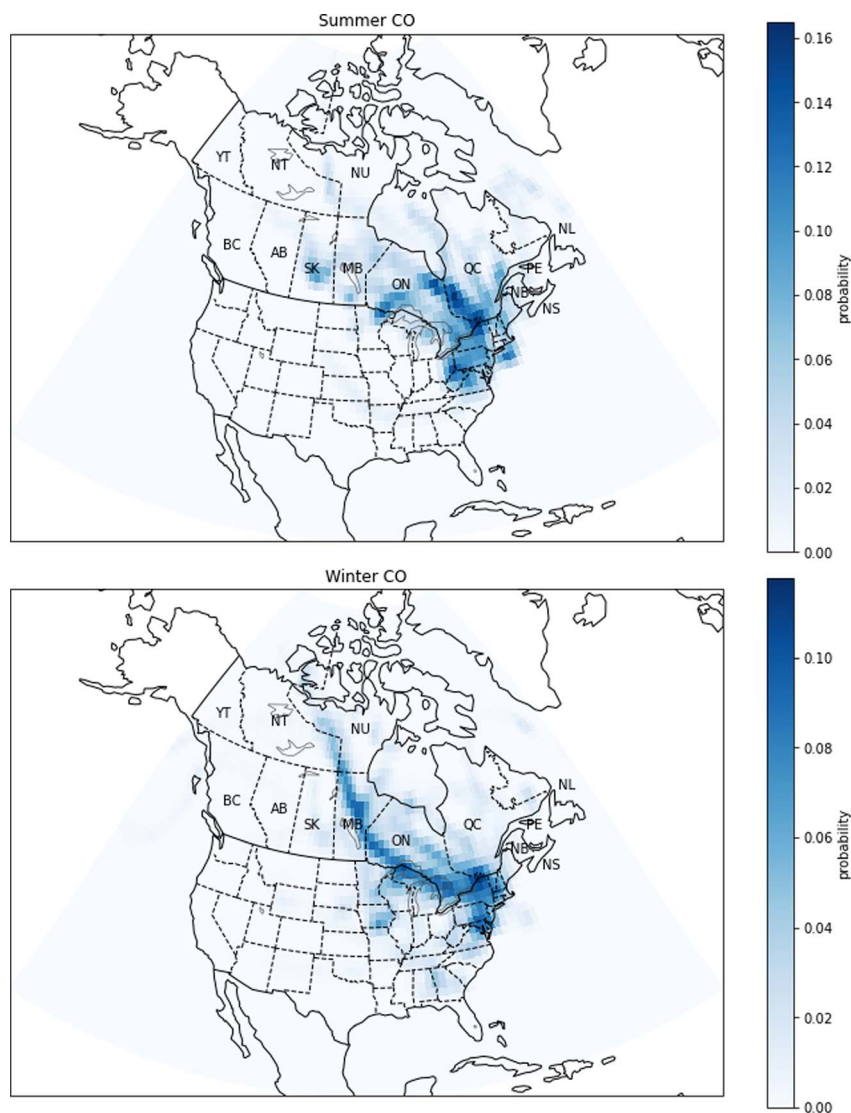 Summer CO
YT
NT
NU
BC
AB
SK
MB
ON
QC
NL
PE
NB
NS
0.16
0.14
0.12
0.10
0.08
0.06
0.04
0.02
0.00
probability
Winter CO
YT
NT
NU
BC
AB
SK
MB
ON
QC
NL
PE
NB
NS
0.10
0.08
0.06
0.04
0.02
0.00
probability